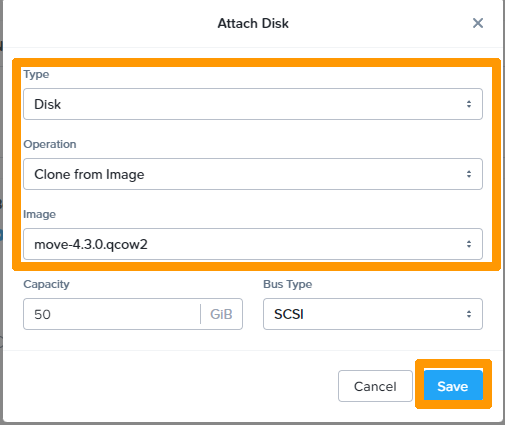 Attach Disk
Type
Disk
Operation
Clone from Image
Image
move-4.3.0.qcow2
Capacity
Bus Type
50 GiB
SCSI
Cancel
Save